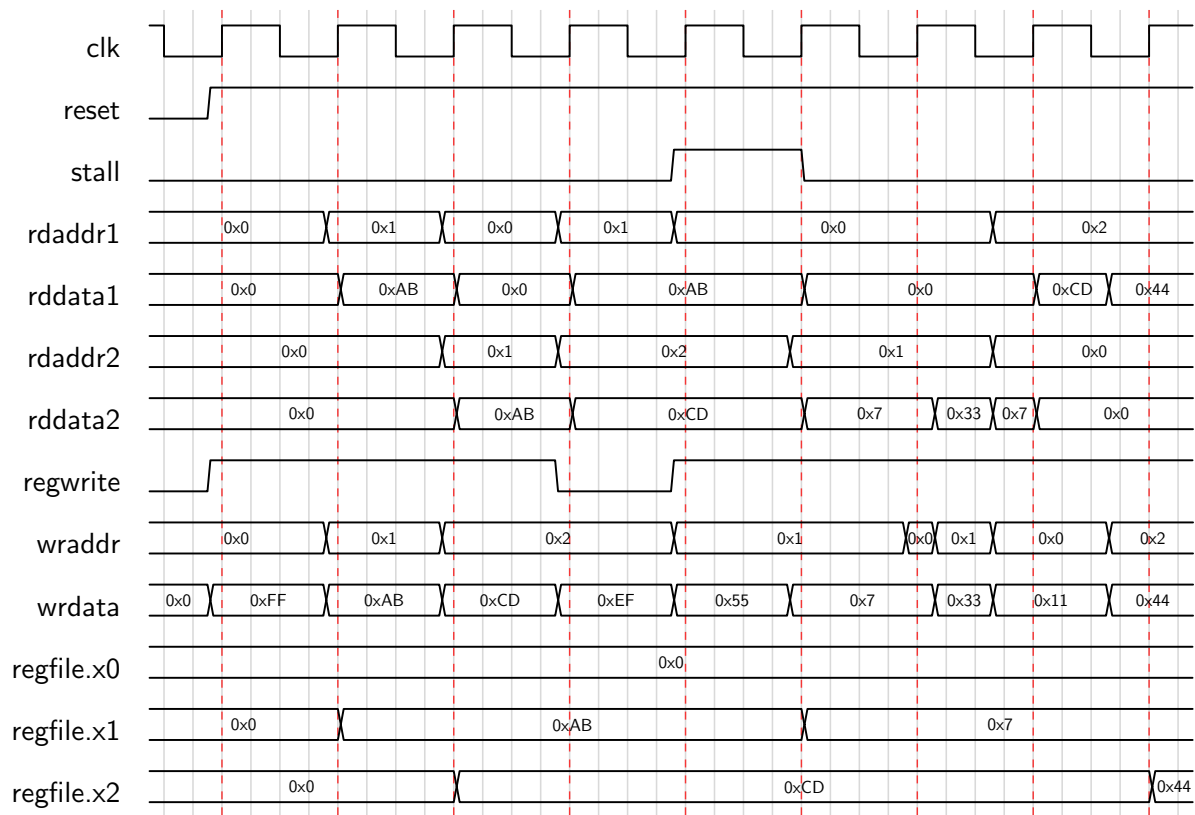 clk
reset
stall
rdaddr1 0x0 0x1 0x0 0x1 0x0 0x2
rddata1 0x0 0xAB 0x0 0xAB 0x0 0xCD 0x44
rdaddr2 0x0 0x1 0x2 0x1 0x0
rddata2 0x0 0xAB 0xCD 0x7 0x33 0x7 0x0
regwrite
wraddr 0x0 0x1 0x2 0x1 0x0 0x1 0x0 0x2
wrdata 0x0 0xFF 0xAB 0xCD 0xEF 0x55 0x7 0x33 0x11 0x44
regfile.x0 0x0
regfile.x1 0x0 0xAB 0x7
regfile.x2 0x0 0xCD 0x44